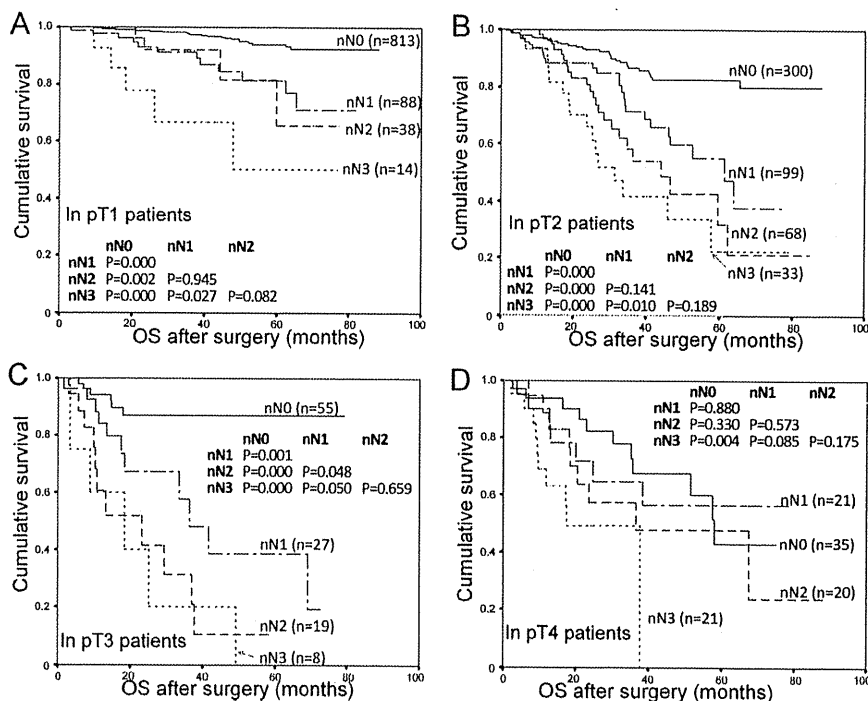 A
Cumulative survival
1.0
0.8
0.6
0.4
0.2
0.0
nN0 (n=813)
nN1 (n=88)
nN2 (n=38)
nN3 (n=14)
In pT1 patients
nN0 nN1 nN2
nN1 P=0.000
nN2 P=0.002 P=0.945
nN3 P=0.000 P=0.027 P=0.082
0 20 40 60 80 100
OS after surgery (months)
B
Cumulative survival
1.0
0.8
0.6
0.4
0.2
0.0
nN0 (n=300)
nN1 (n=99)
nN2 (n=68)
nN3 (n=33)
In pT2 patients
nN0 nN1 nN2
nN1 P=0.000
nN2 P=0.000 P=0.141
nN3 P=0.000 P=0.010 P=0.189
0 20 40 60 80 100
OS after surgery (months)
C
Cumulative survival
1.0
0.8
0.6
0.4
0.2
0.0
nN0 (n=55)
nN0 nN1 nN2
nN1 P=0.001
nN2 P=0.000 P=0.048
nN3 P=0.000 P=0.050 P=0.659
nN1 (n=27)
nN2 (n=19)
nN3 (n=8)
In pT3 patients
0 20 40 60 80 100
OS after surgery (months)
D
Cumulative survival
1.0
0.8
0.6
0.4
0.2
0.0
nN0 nN1 nN2
nN1 P=0.880
nN2 P=0.330 P=0.573
nN3 P=0.004 P=0.085 P=0.175
nN1 (n=21)
nN0 (n=35)
nN2 (n=20)
nN3 (n=21)
In pT4 patients
0 20 40 60 80 100
OS after surgery (months)